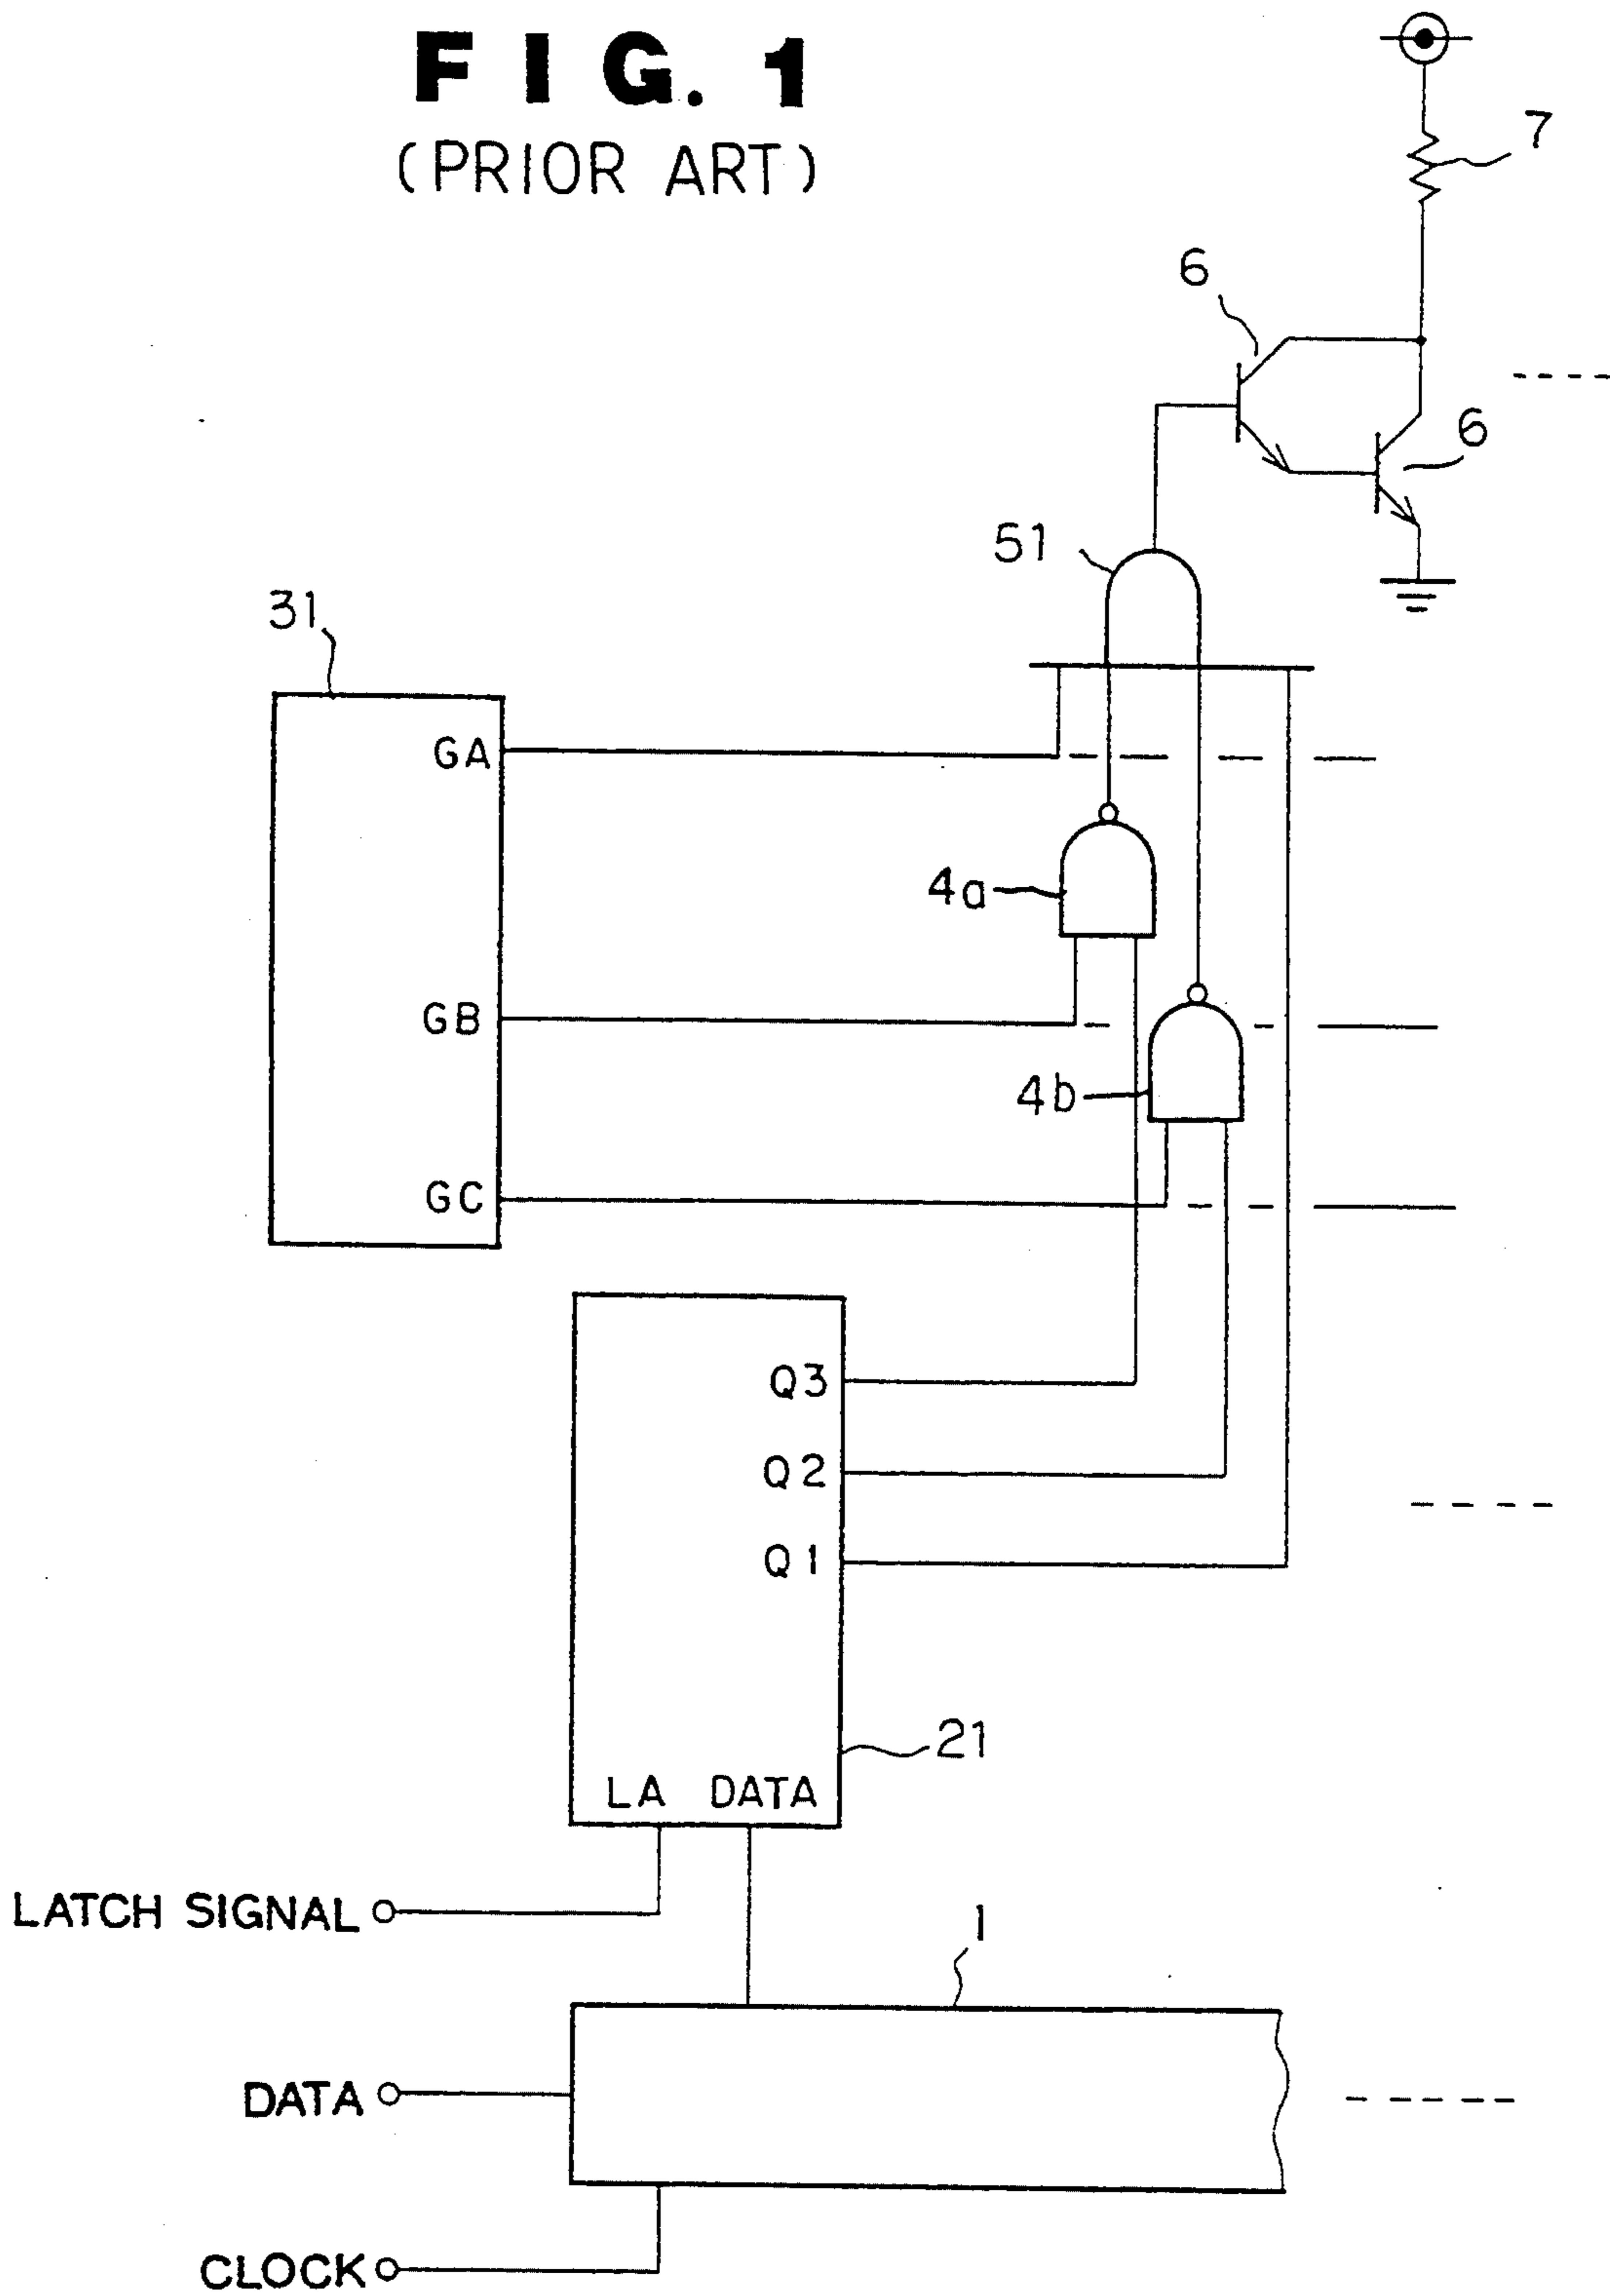 FIG. 1
(PRIOR ART)
7
6
6
51
31
GA
4a
GB
4b
GC
Q3
Q2
Q1
21
LA DATA
LATCH SIGNAL
1
DATA
CLOCK